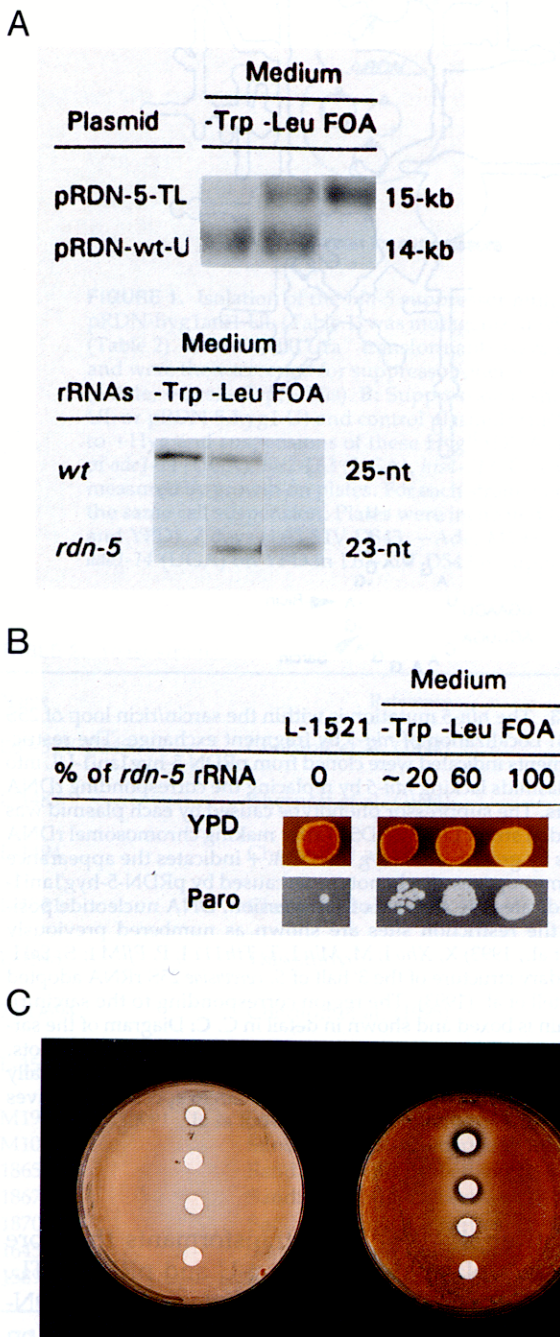 A
Medium
Plasmid -Trp -Leu FOA
pRDN-5-TL 15-kb
pRDN-wt-U 14-kb
Medium
rRNAs -Trp -Leu FOA
wt 25-nt
rdn-5 23-nt
B
Medium
L-1521 -Trp -Leu FOA
% of rdn-5 rRNA 0 ~20 60 100
YPD
Paro
C